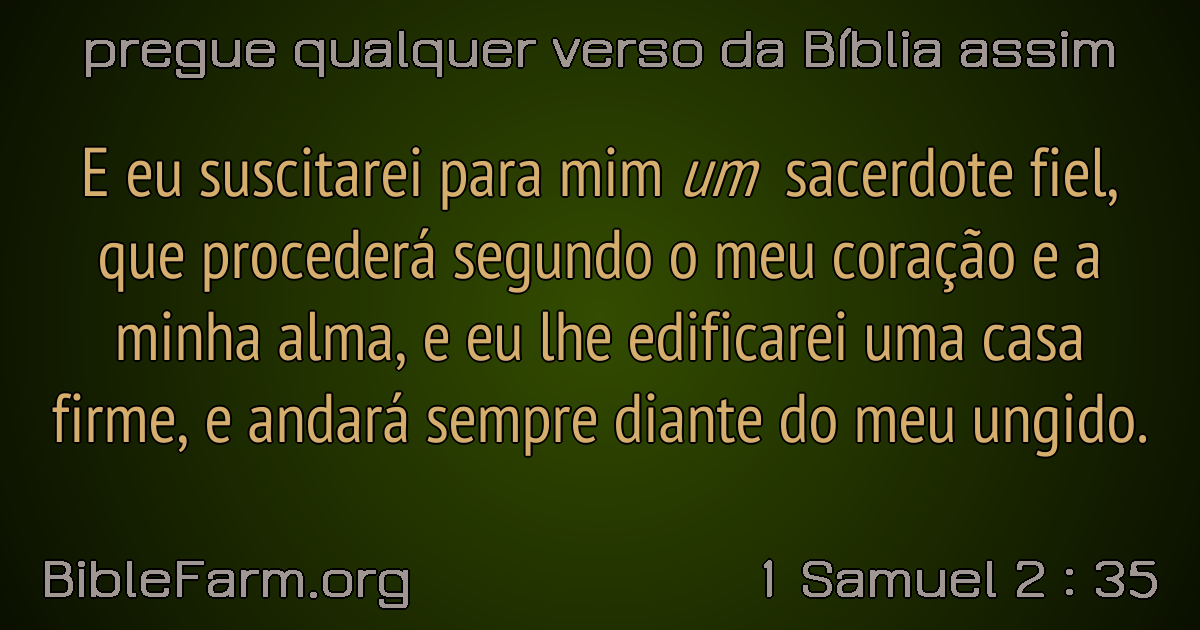 pregue qualquer verso da Bíblia assim
E eu suscitarei para mim um sacerdote fiel,
que procederá segundo o meu coração e a
minha alma, e eu lhe edificarei uma casa
firme, e andará sempre diante do meu ungido.
BibleFarm.org
1 Samuel 2 : 35